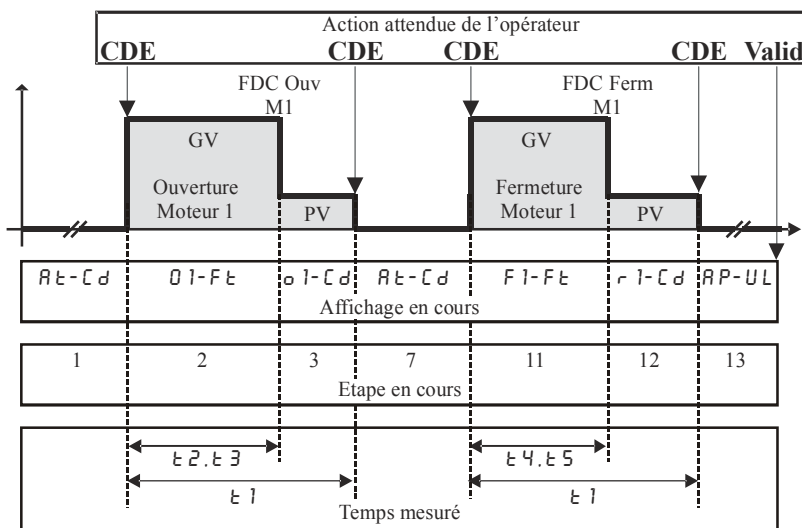 Action attendue de l'opérateur
CDE CDE CDE CDE Valid
FDC Ouv FDC Ferm
M1 M1
GV GV
Ouverture Fermeture
Moteur 1 PV Moteur 1 PV
At-Cd O1-Ft o1-Cd At-Cd F1-Ft r1-Cd AP-UL
Affichage en cours
1 2 3 7 11 12 13
Etape en cours
t2.t3 t4.t5
t1 t1
Temps mesuré